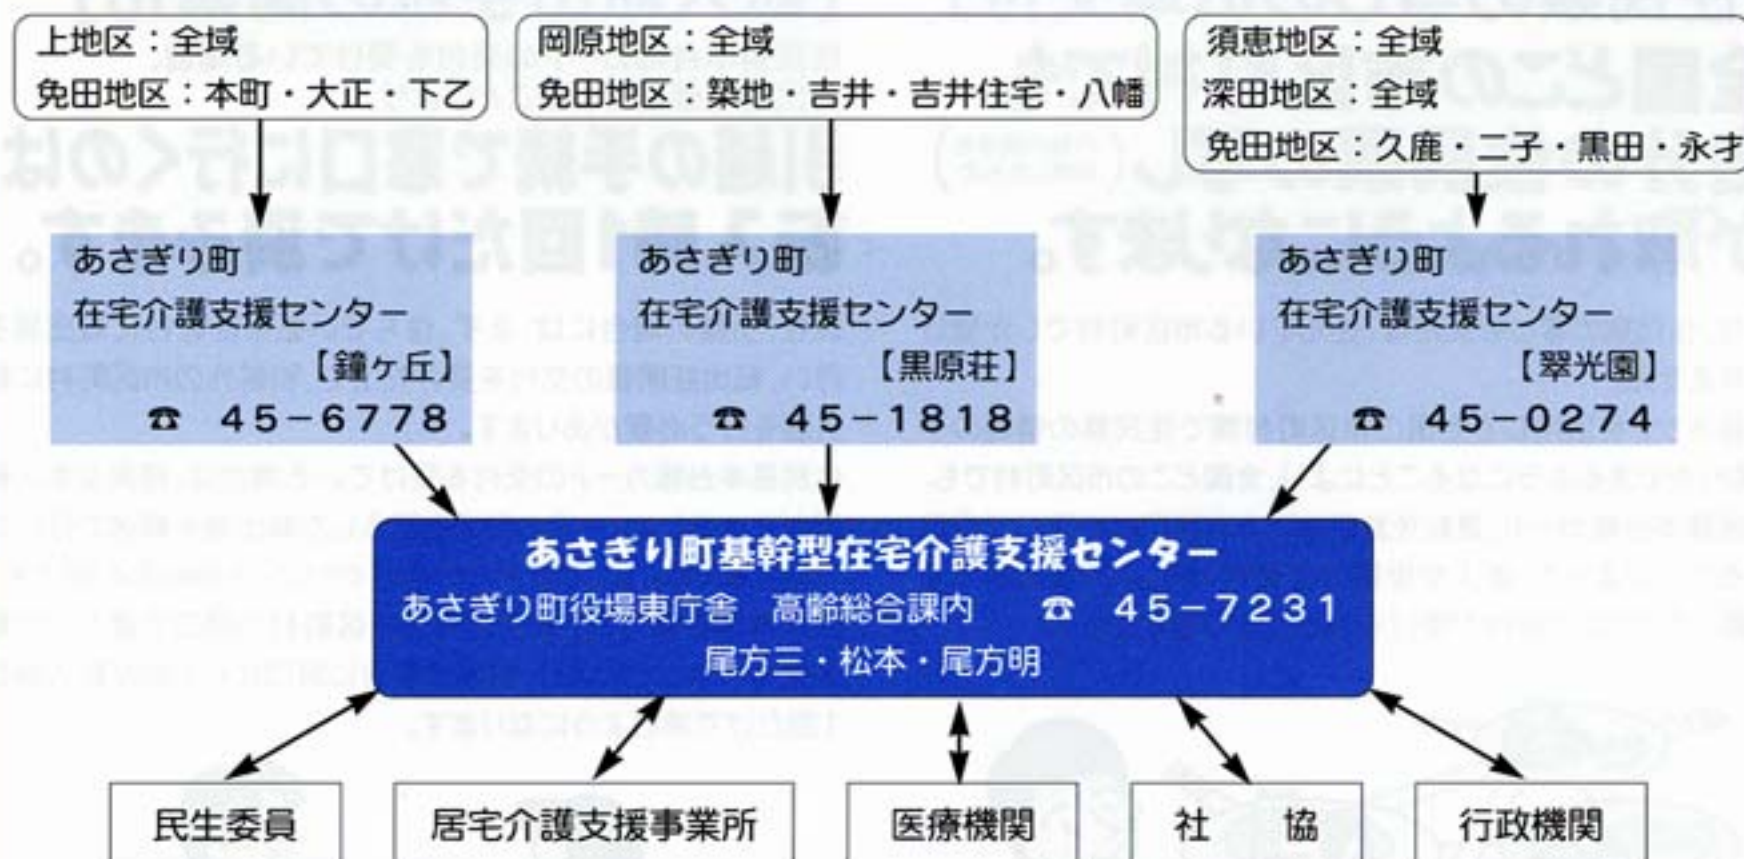 上地区：全域
免田地区：本町・大正・下乙
岡原地区：全域
免田地区：築地・吉井・吉井住宅・八幡
須恵地区：全域
深田地区：全域
免田地区：久鹿・二子・黒田・永才
あさぎり町
在宅介護支援センター
【鐘ヶ丘】
☎ 45－6778
あさぎり町
在宅介護支援センター
【黒原荘】
☎ 45－1818
あさぎり町
在宅介護支援センター
【翠光園】
☎ 45－0274
あさぎり町基幹型在宅介護支援センター
あさぎり町役場東庁舎　高齢総合課内　☎ 45－7231
尾方三・松本・尾方明
民生委員
居宅介護支援事業所
医療機関
社　協
行政機関